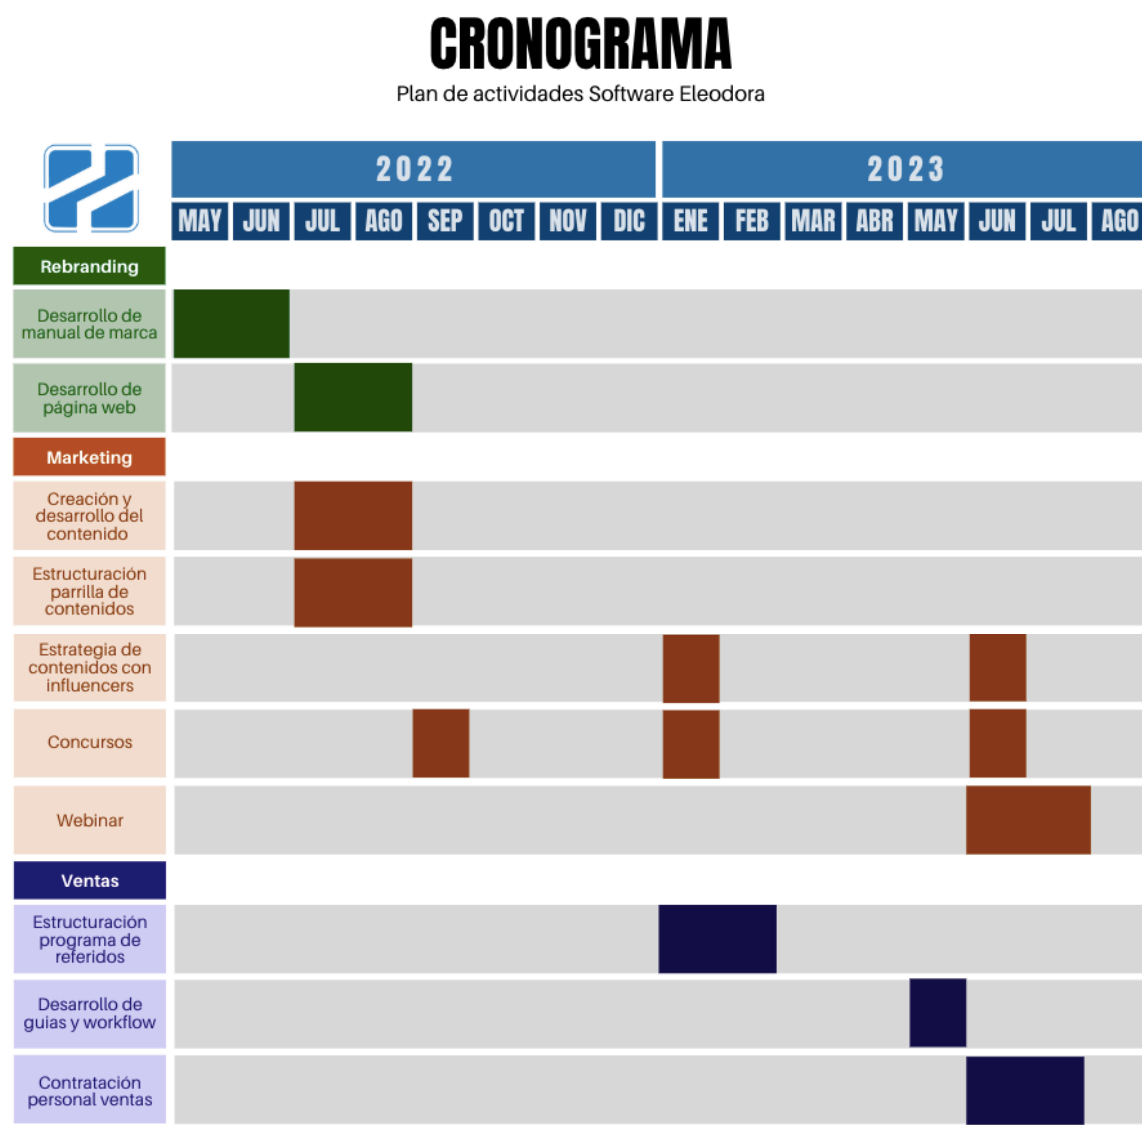 CRONOGRAMA
Plan de actividades Software Eleodora
2022 2023
MAY JUN JUL AGO SEP OCT NOV DIC ENE FEB MAR ABR MAY JUN JUL AGO
Rebranding
Desarrollo de
manual de marca
Desarrollo de
página web
Marketing
Creación y
desarrollo del
contenido
Estructuración
parrilla de
contenidos
Estrategia de
contenidos con
influencers
Concursos
Webinar
Ventas
Estructuración
programa de
referidos
Desarrollo de
guias y workflow
Contratación
personal ventas